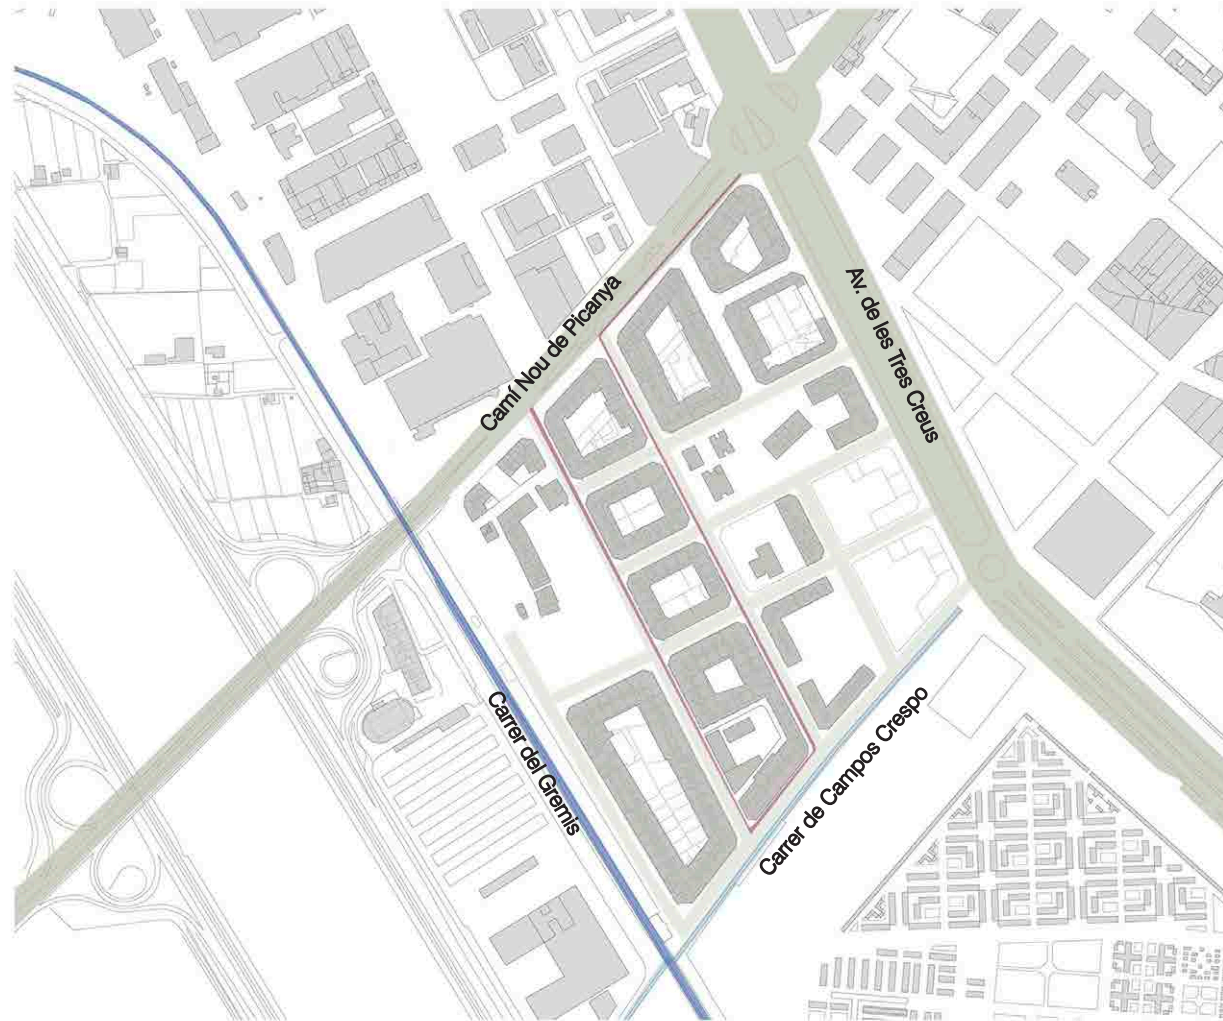 Camí Nou de Picanya
Av. de les Tres Creus
Carrer del Gremis
Carrer de Campos Crespo